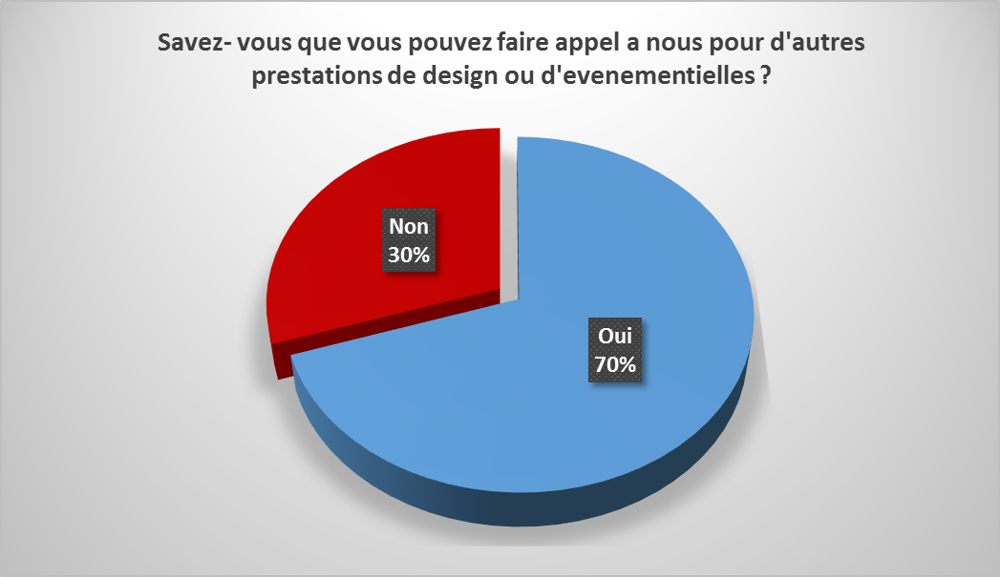 Savez- vous que vous pouvez faire appel a nous pour d'autres
prestations de design ou d'evenementielles ?
Non
30%
Oui
70%